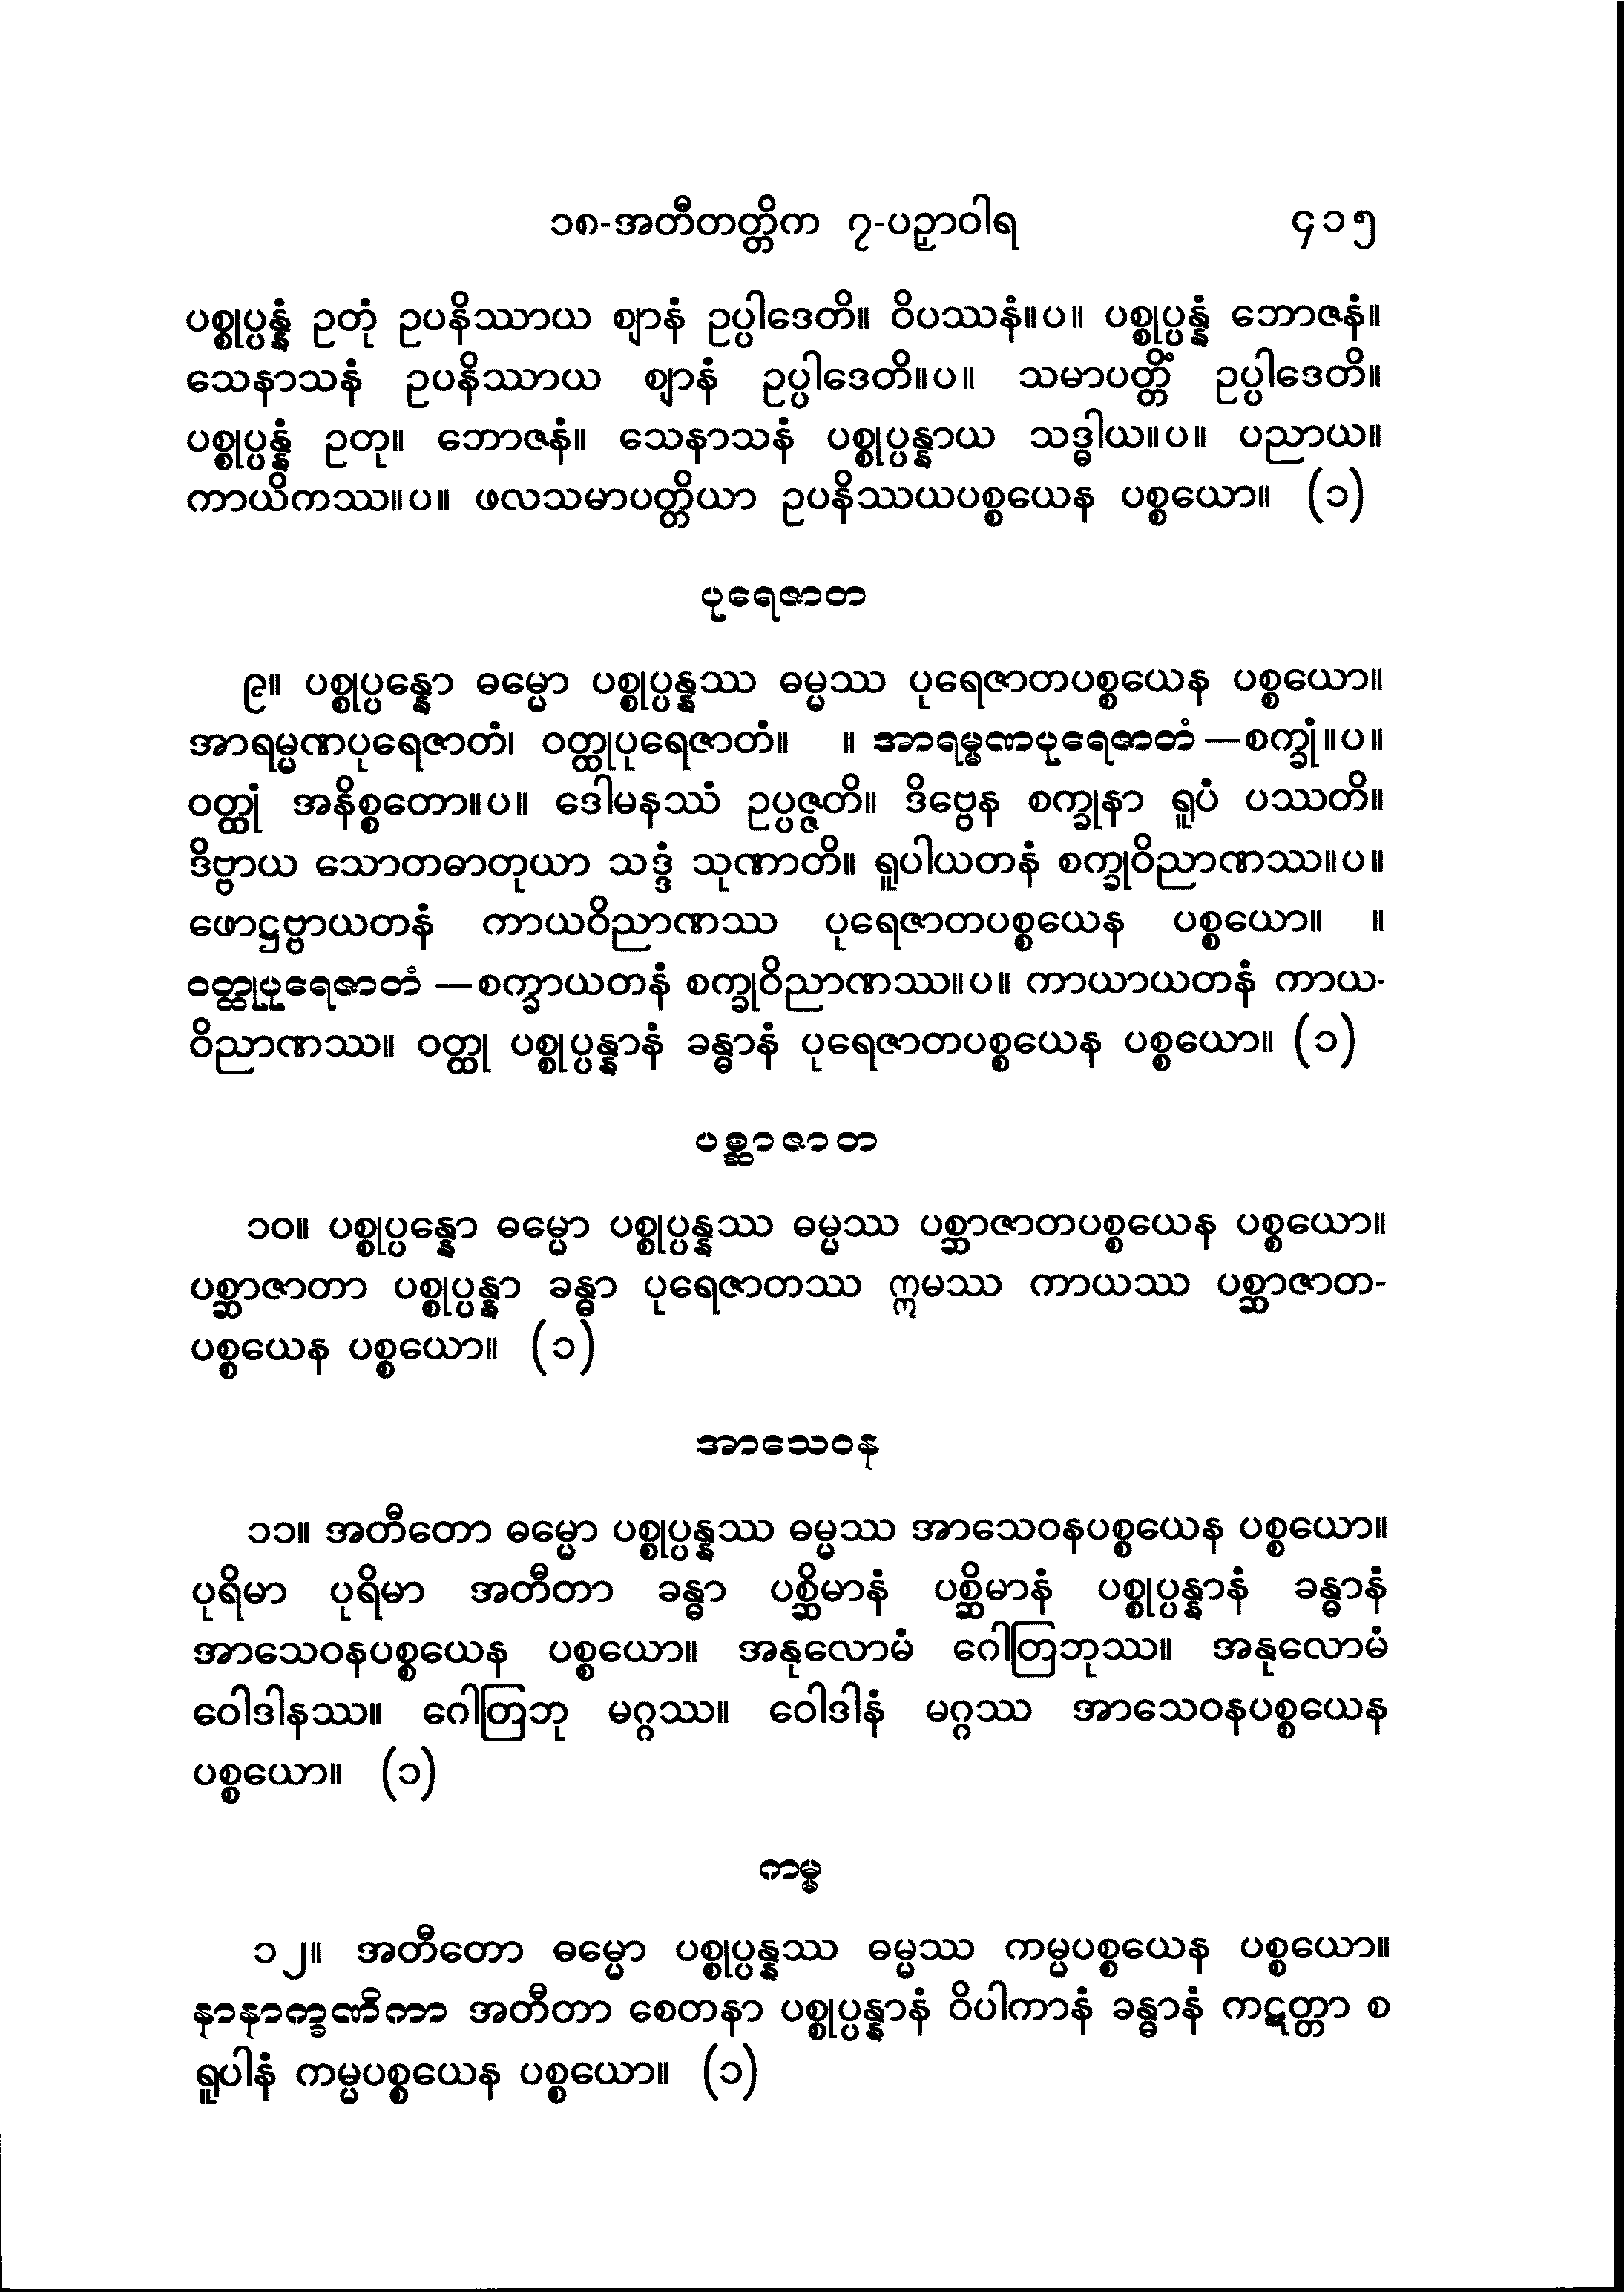 ၁၈-အတီတတ္တိက ၇-ပဉှာဝါရ ၄၁၅
ပစ္စုပ္ပန္နံ ဥတုံ ဥပနိဿာယ ဈာနံ ဥပ္ပါဒေတိ။ ဝိပဿနံ။ပ။ ပစ္စုပ္ပန္နံ ဘောဇနံ။
သေနာသနံ ဥပနိဿာယ ဈာနံ ဥပ္ပါဒေတိ။ပ။ သမာပတ္တိံ ဥပ္ပါဒေတိ။
ပစ္စုပ္ပန္နံ ဥတု။ ဘောဇနံ။ သေနာသနံ ပစ္စုပ္ပန္နာယ သဒ္ဓါယ။ပ။ ပညာယ။
ကာယိကဿ။ပ။ ဖလသမာပတ္တိယာ ဥပနိဿယပစ္စယေန ပစ္စယော။ (၁)
ပုရေဇာတ
၉။ ပစ္စုပ္ပန္နော ဓမ္မော ပစ္စုပ္ပန္နဿ ဓမ္မဿ ပုရေဇာတပစ္စယေန ပစ္စယော။
အာရမ္မဏပုရေဇာတံ၊ ဝတ္ထုပုရေဇာတံ။ ။ အာရမ္မဏပုရေဇာတံ —စက္ခုံ။ပ။
ဝတ္ထုံ အနိစ္စတော။ပ။ ဒေါမနဿံ ဥပ္ပဇ္ဇတိ။ ဒိဗ္ဗေန စက္ခုနာ ရူပံ ပဿတိ။
ဒိဗ္ဗာယ သောတဓာတုယာ သဒ္ဒံ သုဏာတိ။ ရူပါယတနံ စက္ခုဝိညာဏဿ။ပ။
ဖောဋ္ဌဗ္ဗာယတနံ ကာယဝိညာဏဿ ပုရေဇာတပစ္စယေန ပစ္စယော။ ။
ဝတ္ထုပုရေဇာတံ —စက္ခာယတနံ စက္ခုဝိညာဏဿ။ပ။ ကာယာယတနံ ကာယ-
ဝိညာဏဿ။ ဝတ္ထု ပစ္စုပ္ပန္နာနံ ခန္ဓာနံ ပုရေဇာတပစ္စယေန ပစ္စယော။ (၁)
ပစ္ဆာဇာတ
၁၀။ ပစ္စုပ္ပန္နော ဓမ္မော ပစ္စုပ္ပန္နဿ ဓမ္မဿ ပစ္ဆာဇာတပစ္စယေန ပစ္စယော။
ပစ္ဆာဇာတာ ပစ္စုပ္ပန္နာ ခန္ဓာ ပုရေဇာတဿ ဣမဿ ကာယဿ ပစ္ဆာဇာတ-
ပစ္စယေန ပစ္စယော။ (၁)
အာသေဝန
၁၁။ အတီတော ဓမ္မော ပစ္စုပ္ပန္နဿ ဓမ္မဿ အာသေဝနပစ္စယေန ပစ္စယော။
ပုရိမာ ပုရိမာ အတီတာ ခန္ဓာ ပစ္ဆိမာနံ ပစ္ဆိမာနံ ပစ္စုပ္ပန္နာနံ ခန္ဓာနံ
အာသေဝနပစ္စယေန ပစ္စယော။ အနုလောမံ ဂေါတြဘုဿ။ အနုလောမံ
ဝေါဒါနဿ။ ဂေါတြဘု မဂ္ဂဿ။ ဝေါဒါနံ မဂ္ဂဿ အာသေဝနပစ္စယေန
ပစ္စယော။ (၁)
ကမ္မ
၁၂။ အတီတော ဓမ္မော ပစ္စုပ္ပန္နဿ ဓမ္မဿ ကမ္မပစ္စယေန ပစ္စယော။
နာနာက္ခဏိကာ အတီတာ စေတနာ ပစ္စုပ္ပန္နာနံ ဝိပါကာနံ ခန္ဓာနံ ကဋတ္တာ စ
ရူပါနံ ကမ္မပစ္စယေန ပစ္စယော။ (၁)